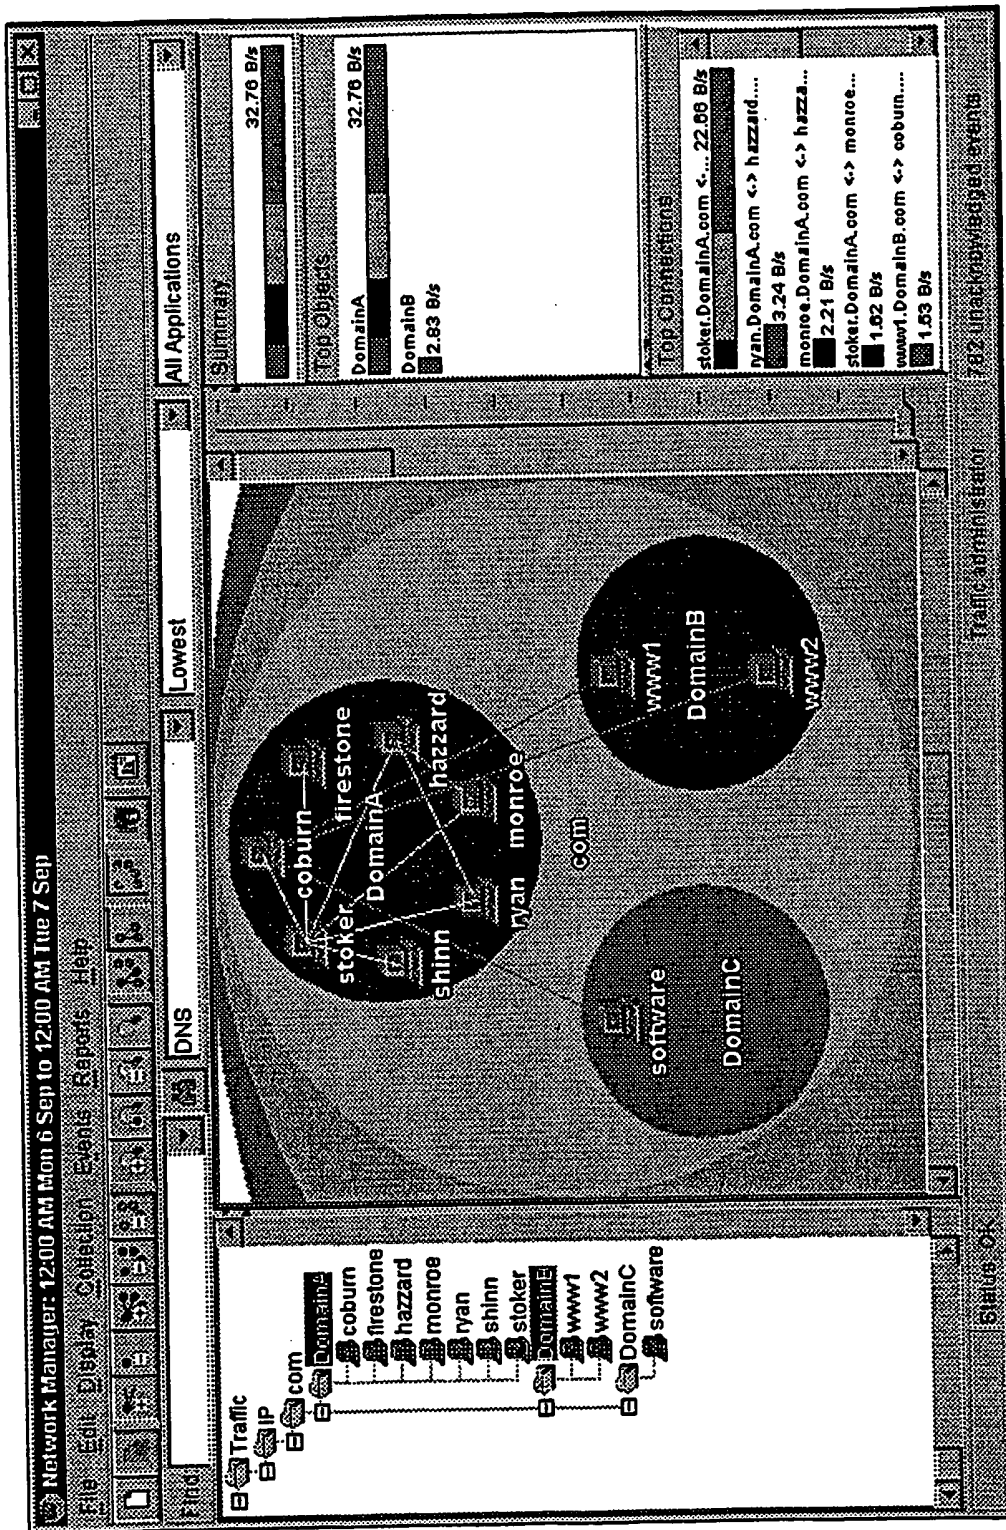 Network Manager: 12:00 AM Mon 6 Sep to 12:00 AM Tue 7 Sep
File Edit Display Collection Events Reports Help
Find:
DNS
Lowest
All Applications
Traffic
IP
com
DomainA
coburn
firestone
hazzard
monroe
ryan
shinn
stoker
DomainB
www1
www2
DomainC
software
coburn
firestone
stoker
DomainA
hazzard
shinn
ryan
monroe
com
software
DomainC
www1
DomainB
www2
Summary
32.76 B/s
Top Objects
DomainA 32.76 B/s
DomainB
2.83 B/s
Top Connections
stoker.DomainA.com <-... 22.66 B/s
ryan.DomainA.com <-> hazzard....
3.24 B/s
monroe.DomainA.com <-> hazza...
2.21 B/s
stoker.DomainA.com <-> monroe...
1.62 B/s
www1.DomainB.com <-> coburn....
1.53 B/s
Status: OK
Traffic administrator
782 unacknowledged events